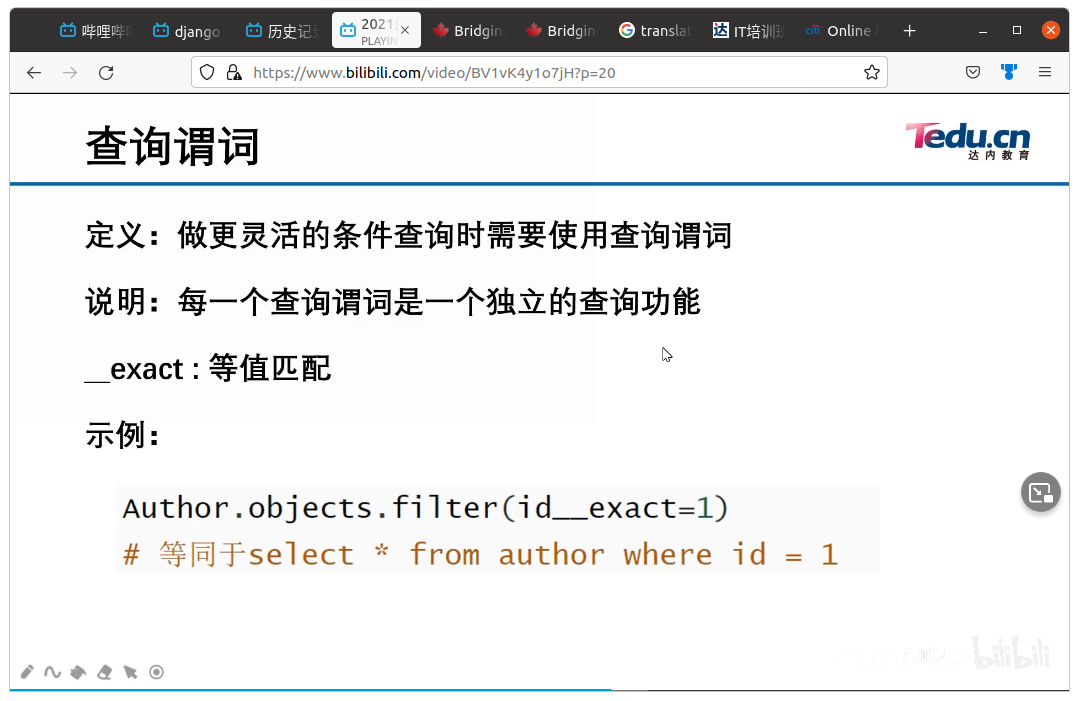 哔哩哔
django
历史记
2021
PLAYIN
Bridgin
Bridgin
translat
IT培训
Online
https://www.bilibili.com/video/BV1vK4y1o7jH?p=20
查询谓词
Tedu.cn
达内教育
定义：做更灵活的条件查询时需要使用查询谓词
说明：每一个查询谓词是一个独立的查询功能
__exact : 等值匹配
示例：
Author.objects.filter(id__exact=1)
# 等同于select * from author where id = 1
bilibili